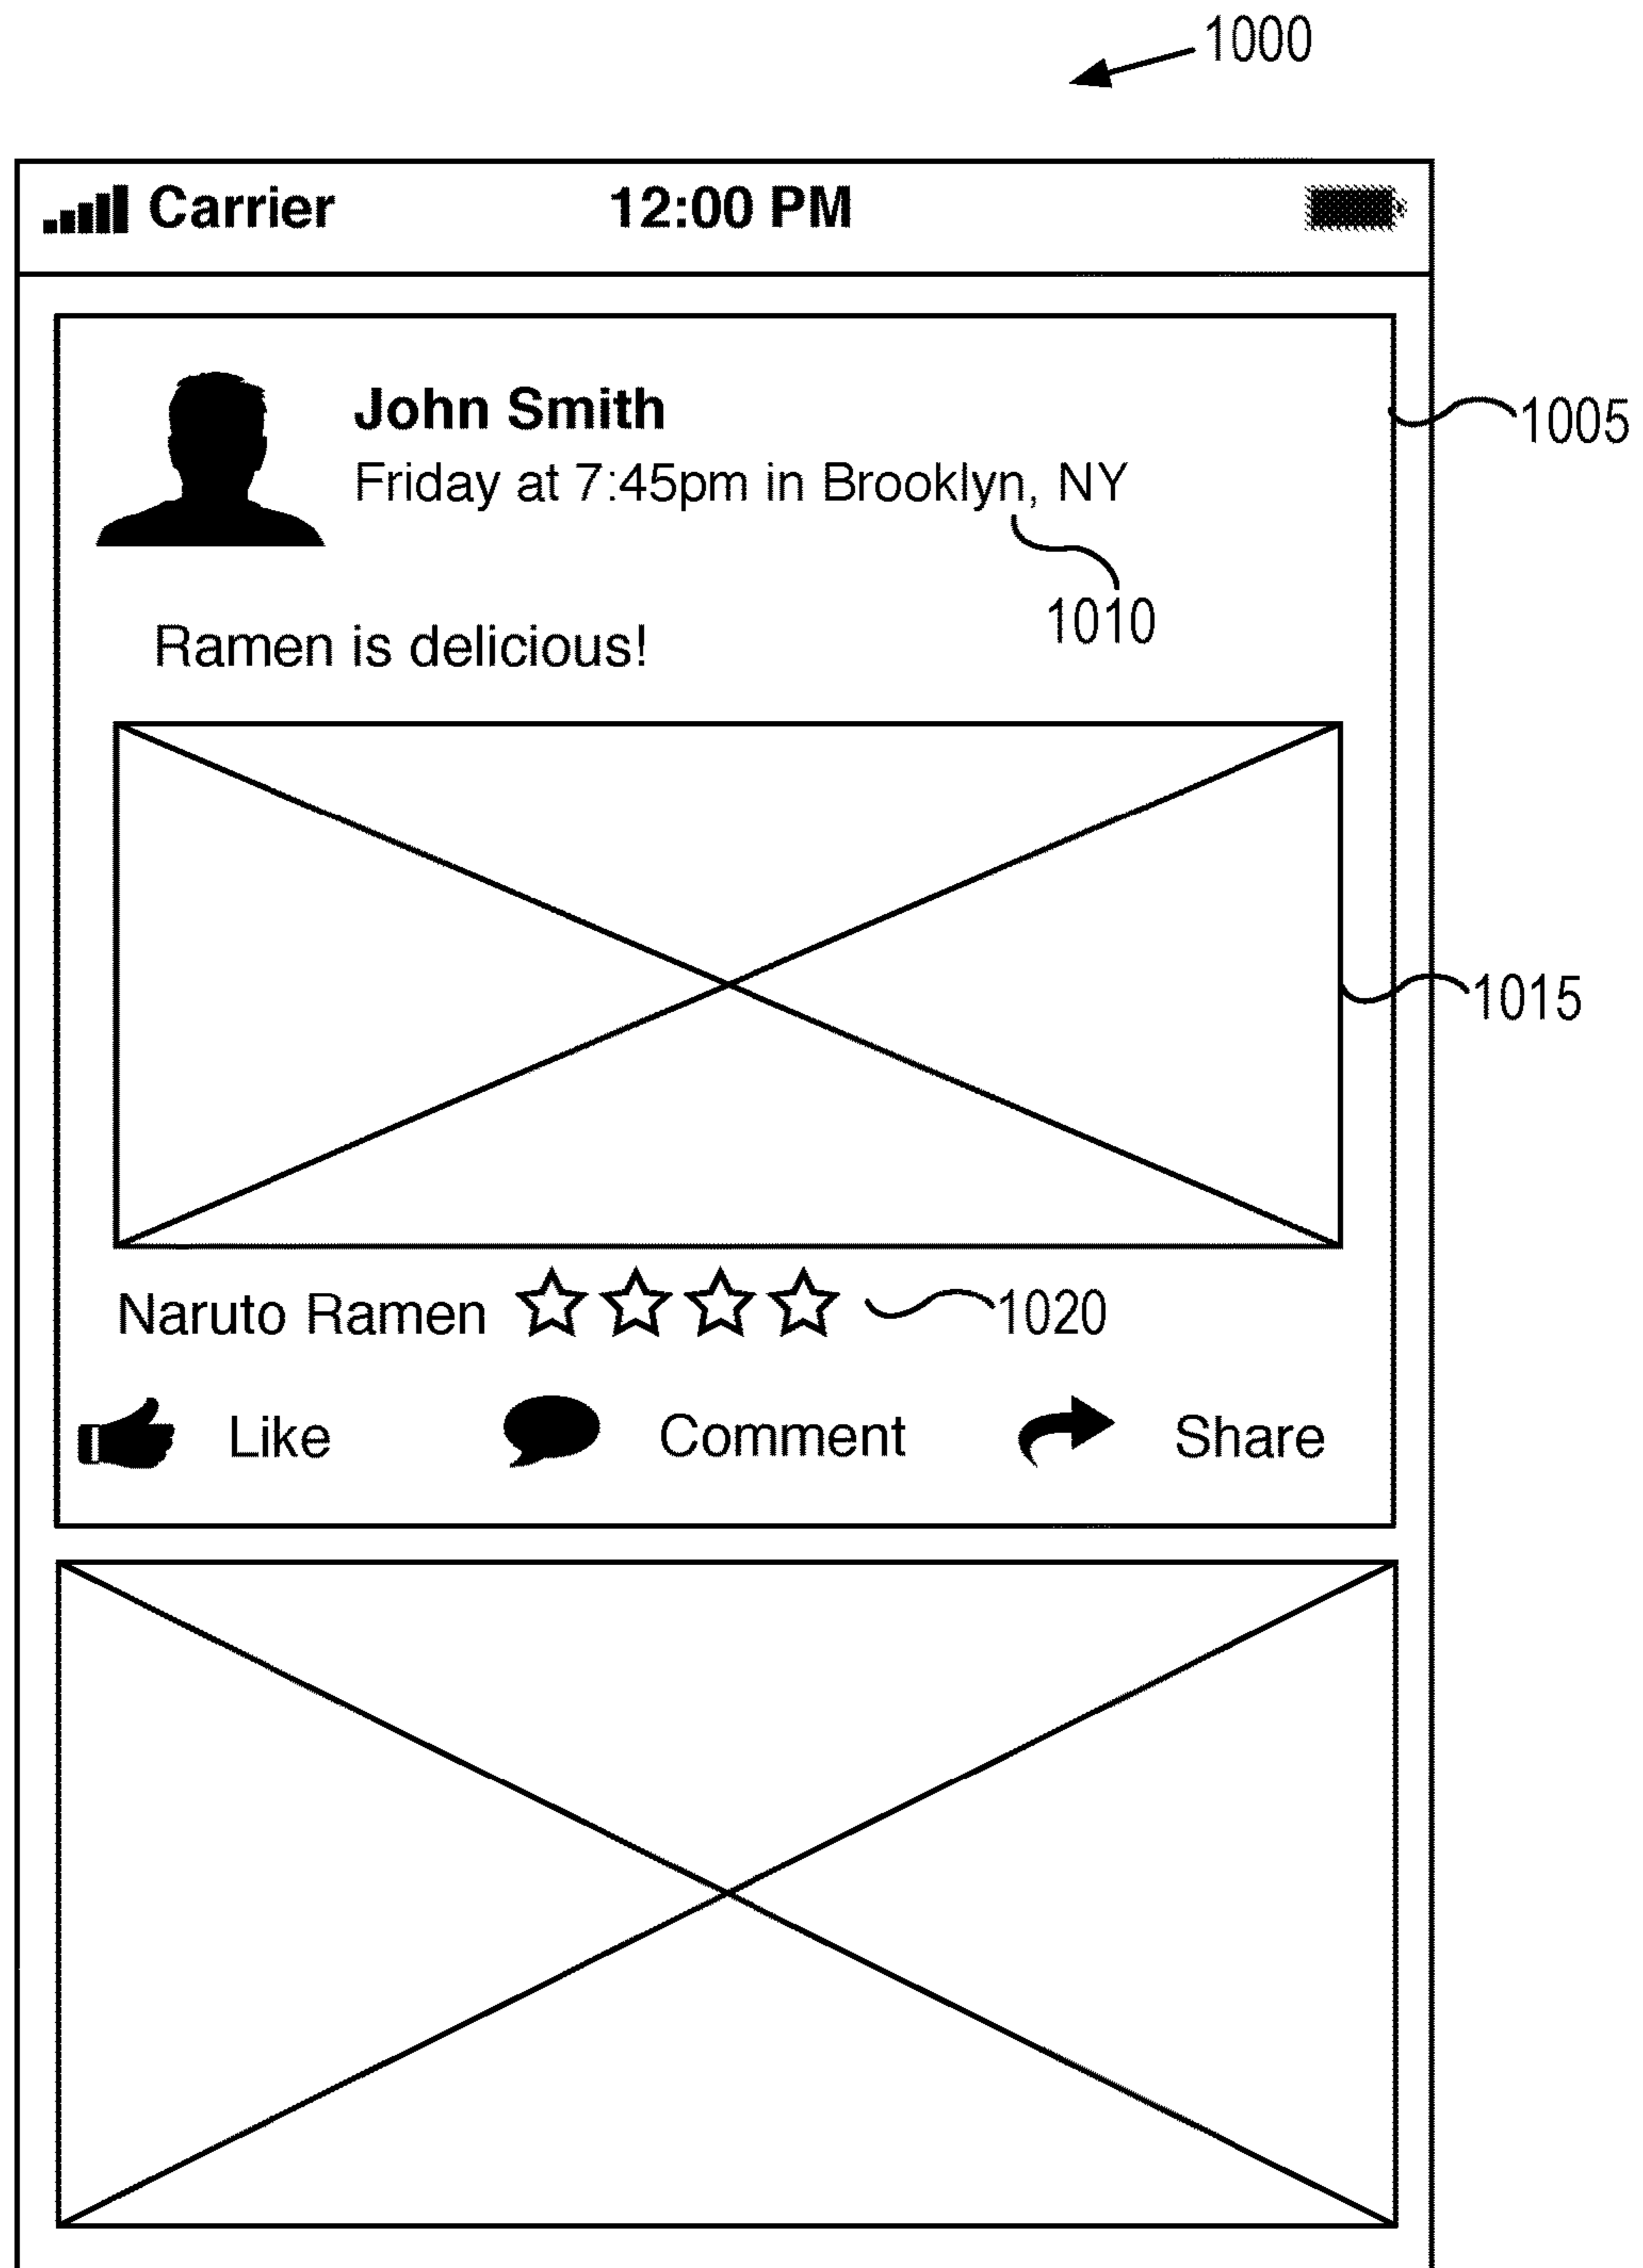 1000
Carrier 12:00 PM
John Smith
1005
Friday at 7:45pm in Brooklyn, NY
1010
Ramen is delicious!
1015
Naruto Ramen 1020
Like Comment Share